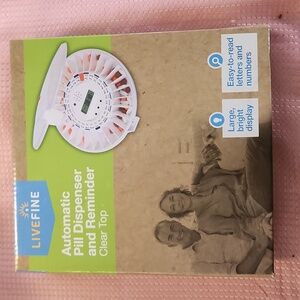 LIVEFINE
Automatic
Pill Dispenser
and Reminder
Clear Top
Large,
bright
display
Easy-to-read
letters and
numbers